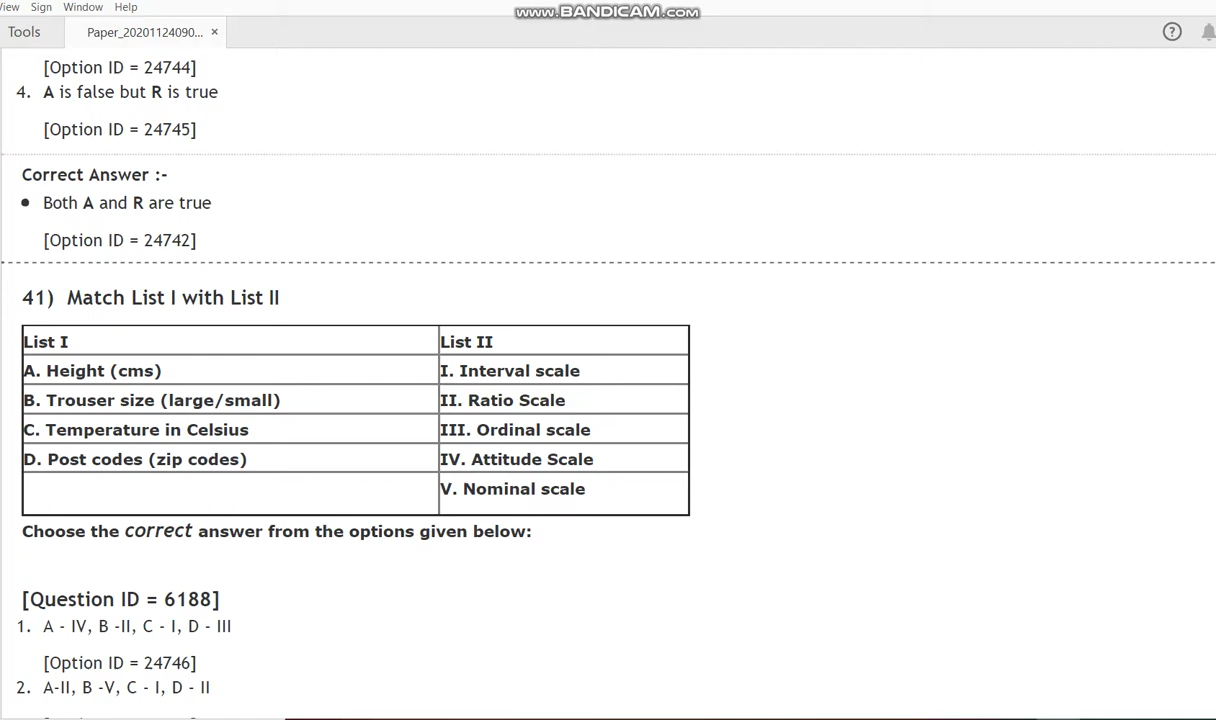 View Sign Window Help
www.BANDICAM.com
Tools Paper_20201124090... × ?
[Option ID = 24744]
4. A is false but R is true
[Option ID = 24745]
Correct Answer :-
• Both A and R are true
[Option ID = 24742]
41) Match List I with List II
List I List II
A. Height (cms) I. Interval scale
B. Trouser size (large/small) II. Ratio Scale
C. Temperature in Celsius III. Ordinal scale
D. Post codes (zip codes) IV. Attitude Scale
V. Nominal scale
Choose the correct answer from the options given below:
[Question ID = 6188]
1. A - IV, B -II, C - I, D - III
[Option ID = 24746]
2. A-II, B -V, C - I, D - II